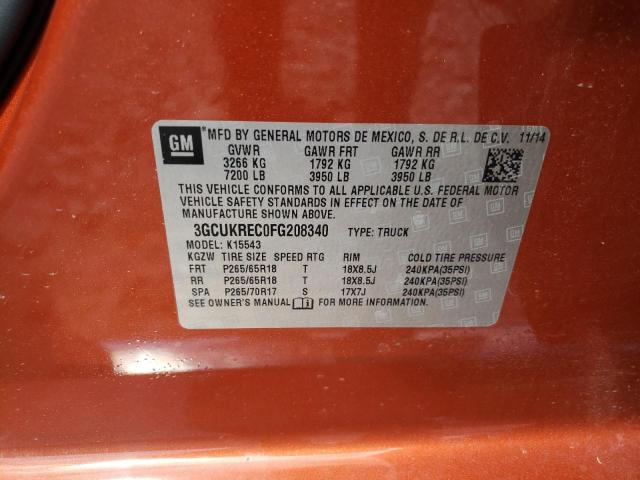 GM
MFD BY GENERAL MOTORS DE MEXICO, S. DE R.L. DE C.V. 11/14
GVWR GAWR FRT GAWR RR
3266 KG 1792 KG 1792 KG
7200 LB 3950 LB 3950 LB
THIS VEHICLE CONFORMS TO ALL APPLICABLE U.S. FEDERAL MOTOR
VEHICLE SAFETY STANDARDS IN EFFECT ON THE DATE OF
MANUFACTURE SHOWN ABOVE.
3GCUKREC0FG208340 TYPE: TRUCK
MODEL: K15543
KGZW TIRE SIZE SPEED RTG RIM COLD TIRE PRESSURE
FRT P265/65R18 T 18X8.5J 240KPA(35PSI)
RR P265/65R18 T 18X8.5J 240KPA(35PSI)
SPA P265/70R17 S 17X7J 240KPA(35PSI)
SEE OWNER'S MANUAL FOR MORE INFORMATION.